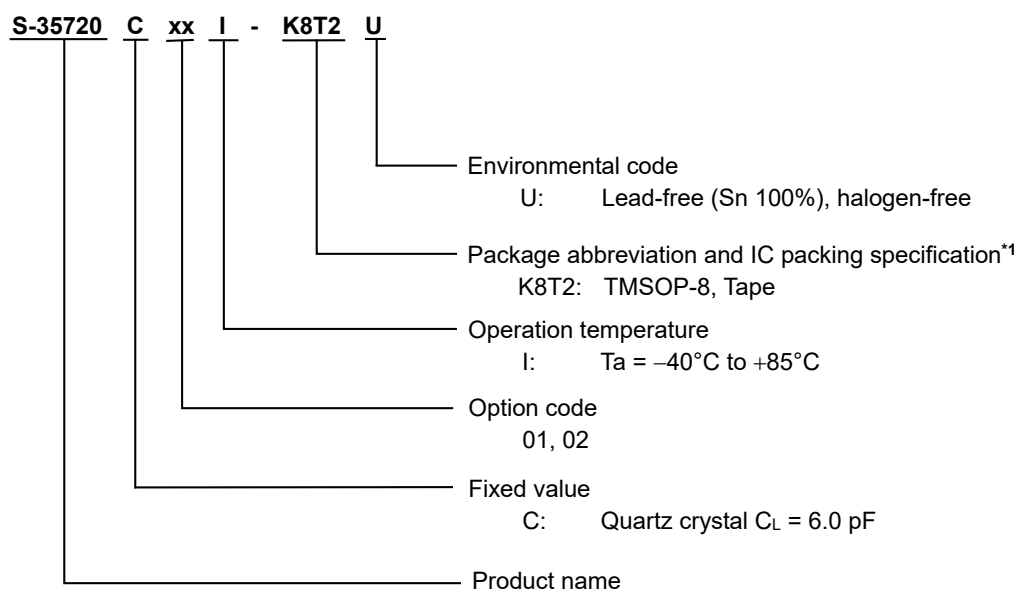 S-35720 C xx I - K8T2 U
Environmental code
U: Lead-free (Sn 100%), halogen-free
Package abbreviation and IC packing specification*1
K8T2: TMSOP-8, Tape
Operation temperature
I: Ta = −40°C to +85°C
Option code
01, 02
Fixed value
C: Quartz crystal CL = 6.0 pF
Product name